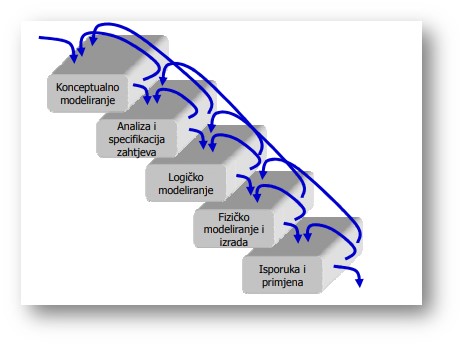 Konceptualno
modeliranje
Analiza i
specifikacija
zahtjeva
Logičko
modeliranje
Fizičko
modeliranje i
izrada
Isporuka i
primjena